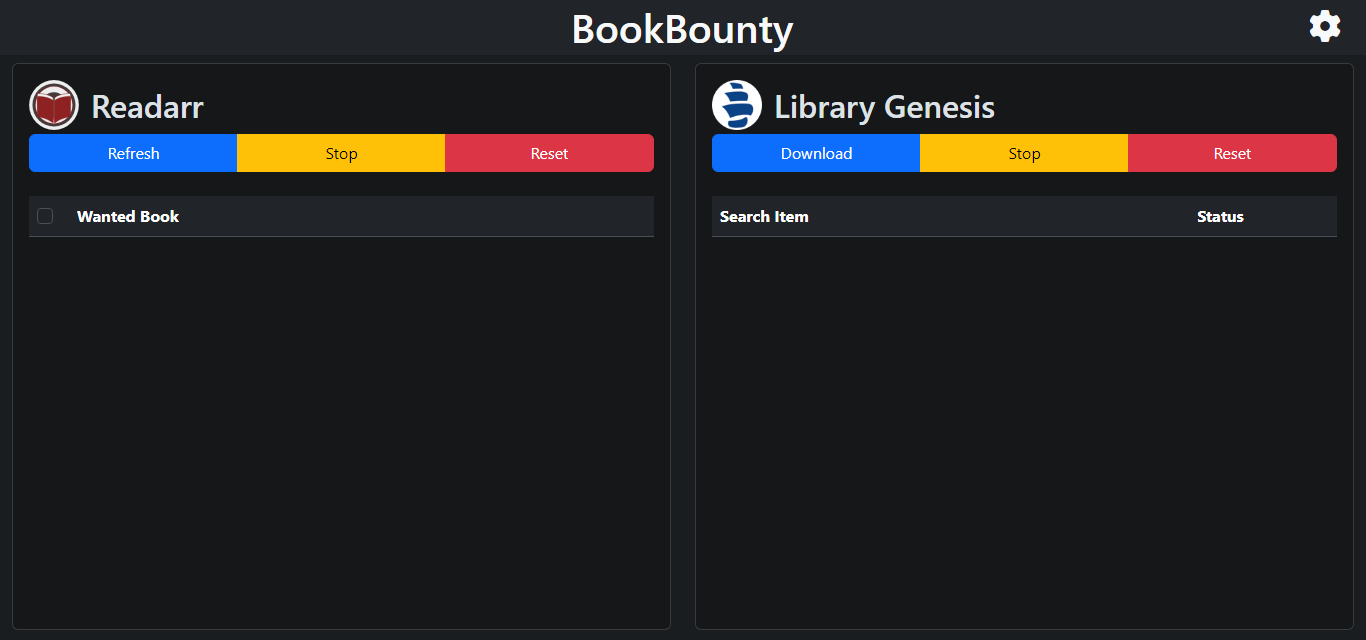 BookBounty
Readarr
Refresh Stop Reset
Wanted Book
Library Genesis
Download Stop Reset
Search Item Status